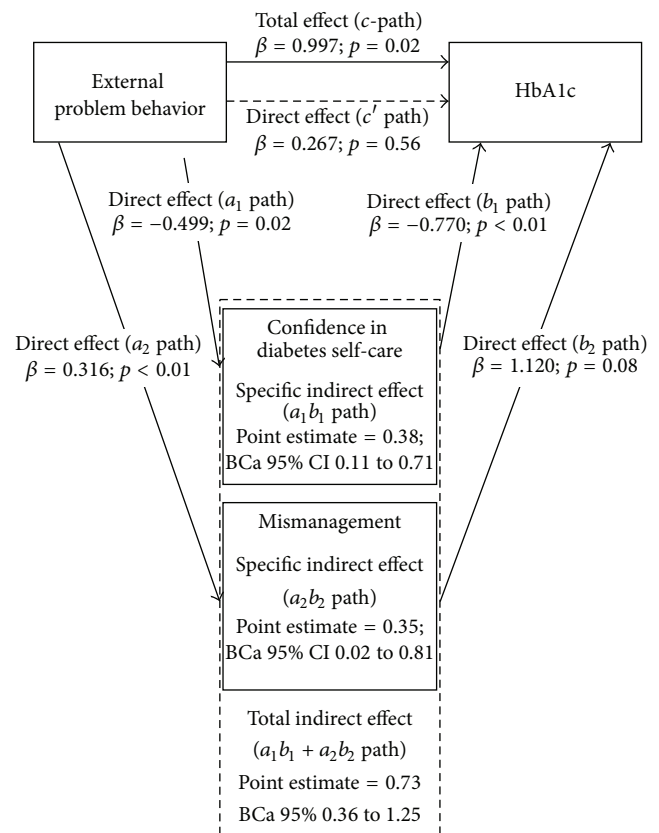 Total effect (c-path)
β = 0.997; p = 0.02
External
problem behavior
HbA1c
Direct effect (c′ path)
β = 0.267; p = 0.56
Direct effect (a₁ path)
β = −0.499; p = 0.02
Direct effect (b₁ path)
β = −0.770; p < 0.01
Direct effect (a₂ path)
β = 0.316; p < 0.01
Direct effect (b₂ path)
β = 1.120; p = 0.08
Confidence in
diabetes self-care
Specific indirect effect
(a₁b₁ path)
Point estimate = 0.38;
BCa 95% CI 0.11 to 0.71
Mismanagement
Specific indirect effect
(a₂b₂ path)
Point estimate = 0.35;
BCa 95% CI 0.02 to 0.81
Total indirect effect
(a₁b₁ + a₂b₂ path)
Point estimate = 0.73
BCa 95% 0.36 to 1.25